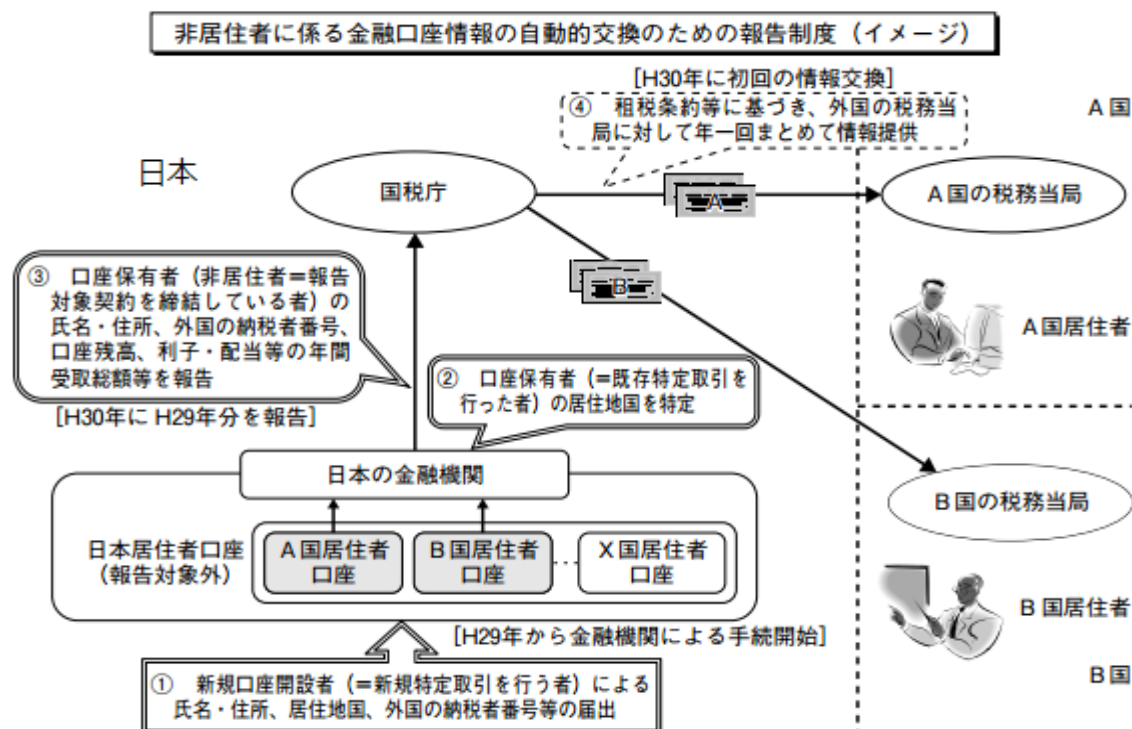 非居住者に係る金融口座情報の自動的交換のための報告制度（イメージ）
[H30年に初回の情報交換]
④　租税条約等に基づき、外国の税務当
局に対して年一回まとめて情報提供
A国
日本
国税庁
A
A国の税務当局
B
③　口座保有者（非居住者＝報告
対象契約を締結している者）の
氏名・住所、外国の納税者番号、
口座残高、利子・配当等の年間
受取総額等を報告
[H30年にH29年分を報告]
A国居住者
②　口座保有者（＝既存特定取引を
行った者）の居住地国を特定
日本の金融機関
B国の税務当局
日本居住者口座
（報告対象外）
A国居住者
口座
B国居住者
口座
X国居住者
口座
B国居住者
[H29年から金融機関による手続開始]
①　新規口座開設者（＝新規特定取引を行う者）による
氏名・住所、居住地国、外国の納税者番号等の届出
B国